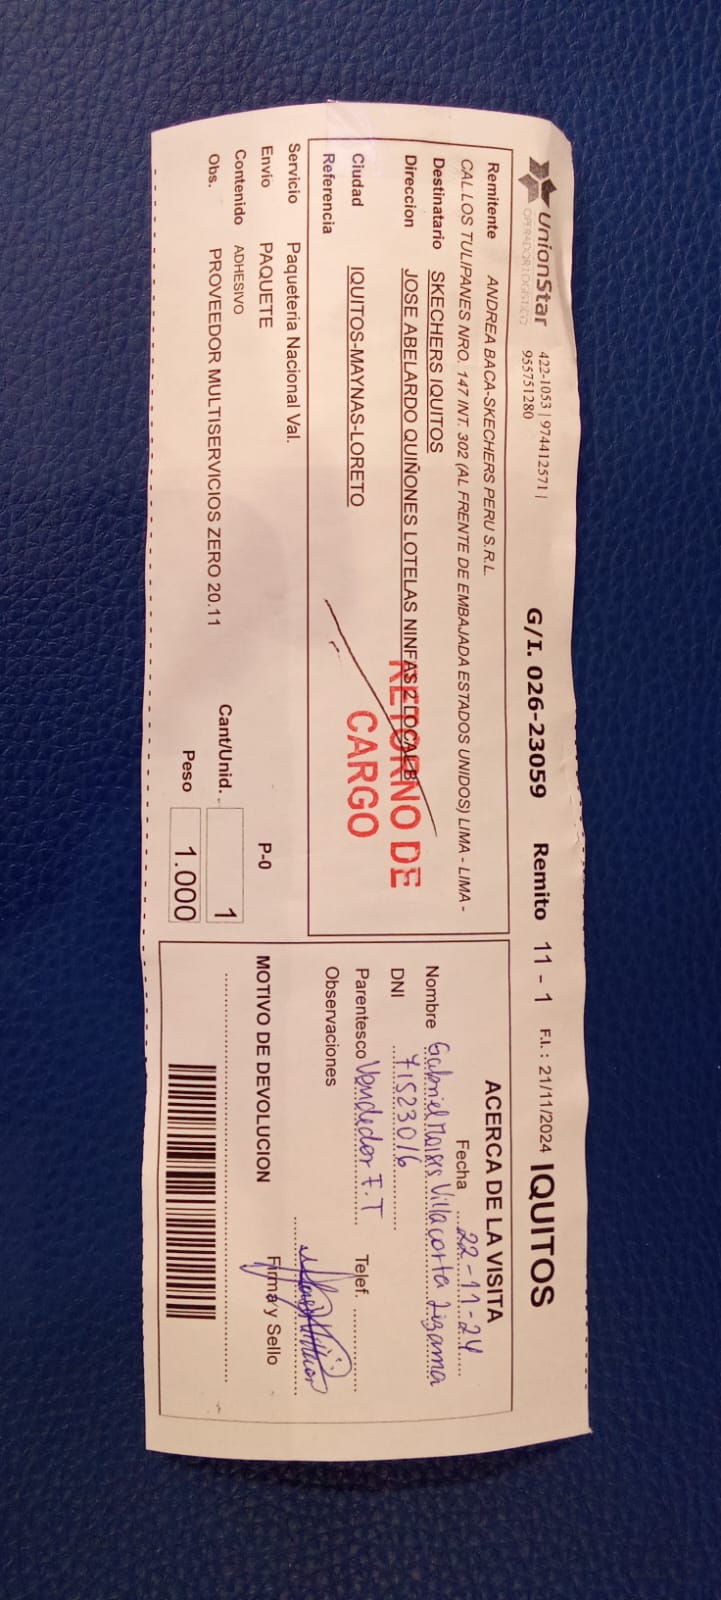 UnionStar
OPERADOR LOGISTICO
422-1053 | 974412571 |
955751280
G/I. 026-23059 Remito 11 - 1 F.I. : 21/11/2024 IQUITOS
Remitente ANDREA BACA-SKECHERS PERU S.R.L.
CAL LOS TULIPANES NRO. 147 INT. 302 (AL FRENTE DE EMBAJADA ESTADOS UNIDOS) LIMA - LIMA -
Destinatario SKECHERS IQUITOS
Direccion JOSE ABELARDO QUIÑONES LOTELAS NINFAS 2 LOCAL B
Ciudad IQUITOS-MAYNAS-LORETO
Referencia
RETORNO DE
CARGO
Servicio Paqueteria Nacional Val.
Envio PAQUETE
P-0
Contenido ADHESIVO
Cant/Unid. 1
Obs. PROVEEDOR MULTISERVICIOS ZERO 20.11
Peso 1.000
ACERCA DE LA VISITA
Fecha 22-11-24
Nombre Gabriel Moises Villacorta Lizama
DNI 71523016
Parentesco Vendedor F.T Telef.
Observaciones
Firma y Sello
MOTIVO DE DEVOLUCION